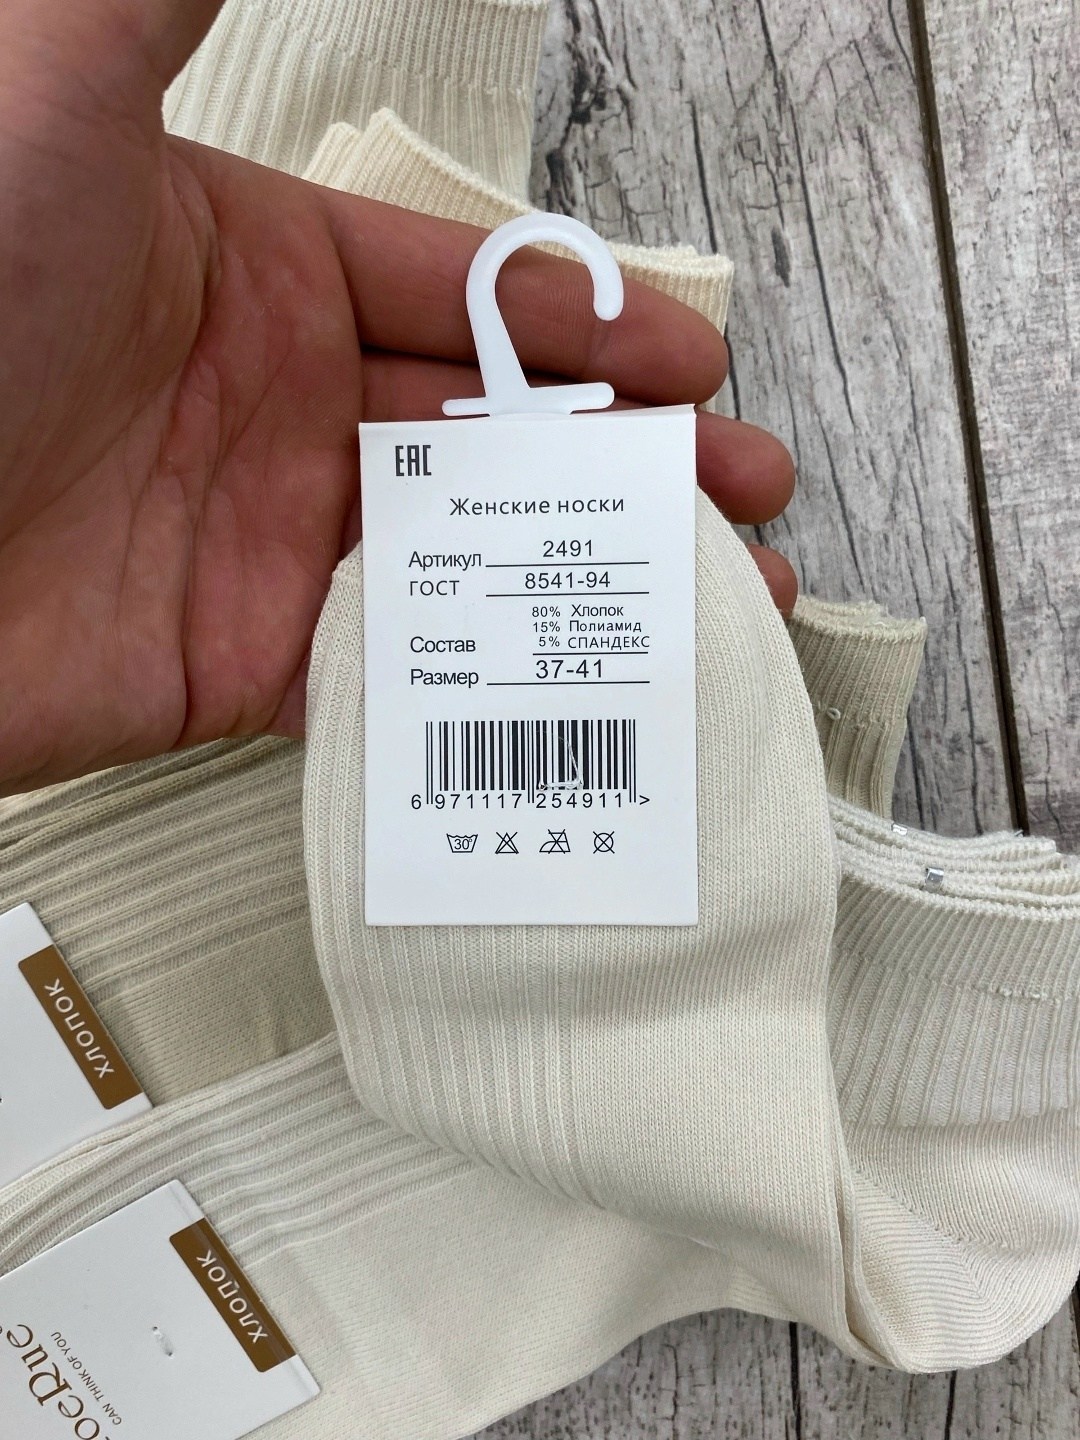 EAC
Женские носки
Артикул 2491
ГОСТ 8541-94
80% Хлопок
15% Полиамид
Состав 5% СПАНДЕКС
Размер 37-41
6 971117 254911 >
30°
ХЛОПОК
ХЛОПОК
CAN THINK OF YOU